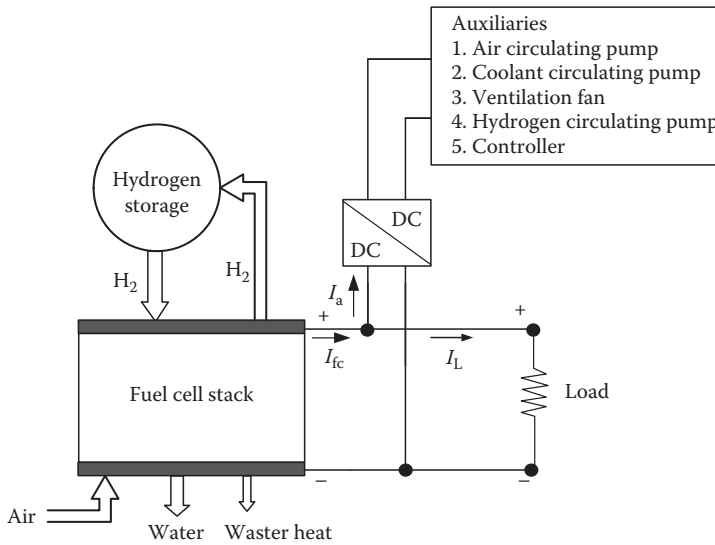 Auxiliaries
1. Air circulating pump
2. Coolant circulating pump
3. Ventilation fan
4. Hydrogen circulating pump
5. Controller
Hydrogen
storage
DC
DC
H2
H2
Ia
+
+
Ifc
IL
Fuel cell stack
Load
–
–
Air
Water
Waster heat